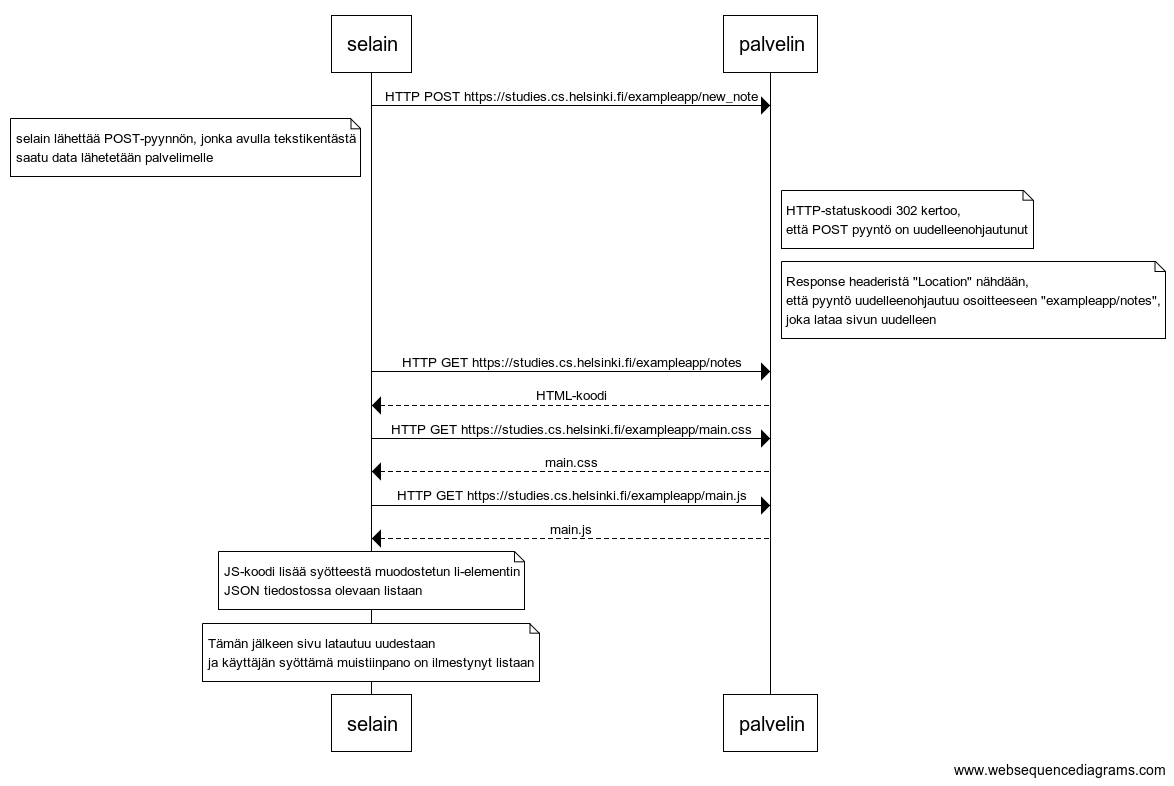 selain
palvelin
HTTP POST https://studies.cs.helsinki.fi/exampleapp/new_note
selain lähettää POST-pyynnön, jonka avulla tekstikentästä
saatu data lähetetään palvelimelle
HTTP-statuskoodi 302 kertoo,
että POST pyyntö on uudelleenohjautunut
Response headeristä "Location" nähdään,
että pyyntö uudelleenohjautuu osoitteeseen "exampleapp/notes",
joka lataa sivun uudelleen
HTTP GET https://studies.cs.helsinki.fi/exampleapp/notes
HTML-koodi
HTTP GET https://studies.cs.helsinki.fi/exampleapp/main.css
main.css
HTTP GET https://studies.cs.helsinki.fi/exampleapp/main.js
main.js
JS-koodi lisää syötteestä muodostetun li-elementin
JSON tiedostossa olevaan listaan
Tämän jälkeen sivu latautuu uudestaan
ja käyttäjän syöttämä muistiinpano on ilmestynyt listaan
selain
palvelin
www.websequencediagrams.com